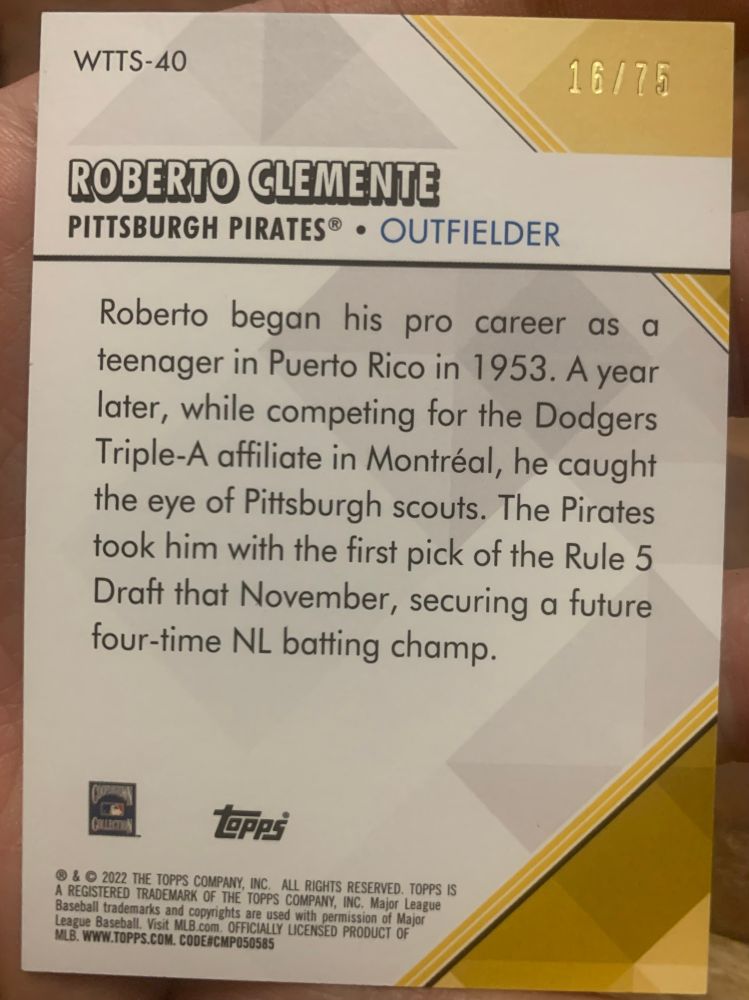 WTTS-40
16/75
ROBERTO CLEMENTE
PITTSBURGH PIRATES® • OUTFIELDER
Roberto began his pro career as a
teenager in Puerto Rico in 1953. A year
later, while competing for the Dodgers
Triple-A affiliate in Montréal, he caught
the eye of Pittsburgh scouts. The Pirates
took him with the first pick of the Rule 5
Draft that November, securing a future
four-time NL batting champ.
COOPERSTOWN
COLLECTION
topps
® & © 2022 THE TOPPS COMPANY, INC. ALL RIGHTS RESERVED. TOPPS IS
A REGISTERED TRADEMARK OF THE TOPPS COMPANY, INC. Major League
Baseball trademarks and copyrights are used with permission of Major
League Baseball. Visit MLB.com. OFFICIALLY LICENSED PRODUCT OF
MLB. WWW.TOPPS.COM. CODE#CMP050585